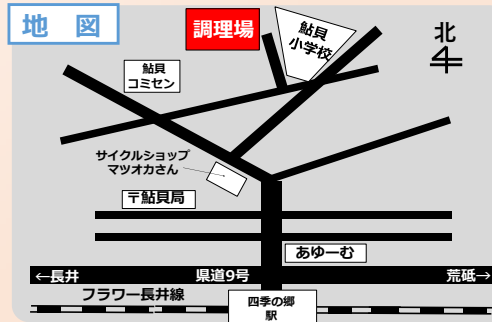 地　図
調理場
鮎貝
小学校
北
鮎貝
コミセン
サイクルショップ
マツオカさん
〒鮎貝局
あゆーむ
←長井
県道9号
荒砥→
フラワー長井線
四季の郷
駅